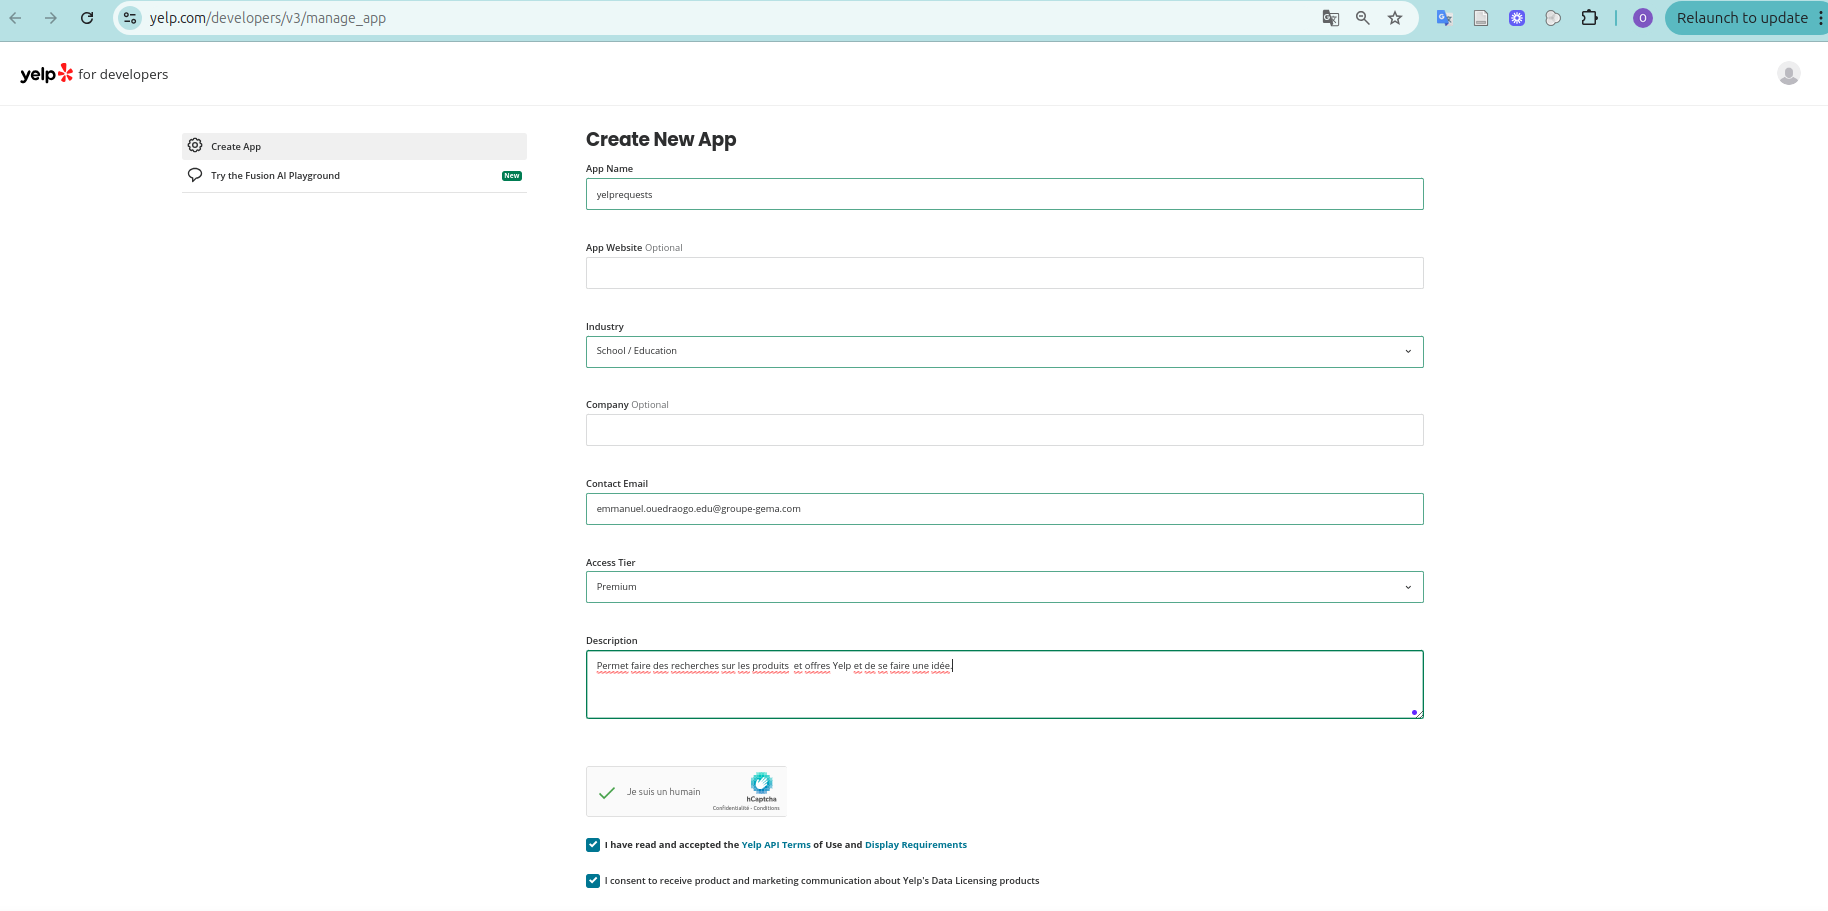 yelp.com/developers/v3/manage_app
O
Relaunch to update
yelp for developers
Create App
Try the Fusion AI Playground
New
Create New App
App Name
yelprequests
App Website Optional
Industry
School / Education
Company Optional
Contact Email
emmanuel.ouedraogo.edu@groupe-gema.com
Access Tier
Premium
Description
Permet faire des recherches sur les produits  et offres Yelp et de se faire une idée.
Je suis un humain
hCaptcha
Confidentialité - Conditions
I have read and accepted the Yelp API Terms of Use and Display Requirements
I consent to receive product and marketing communication about Yelp's Data Licensing products